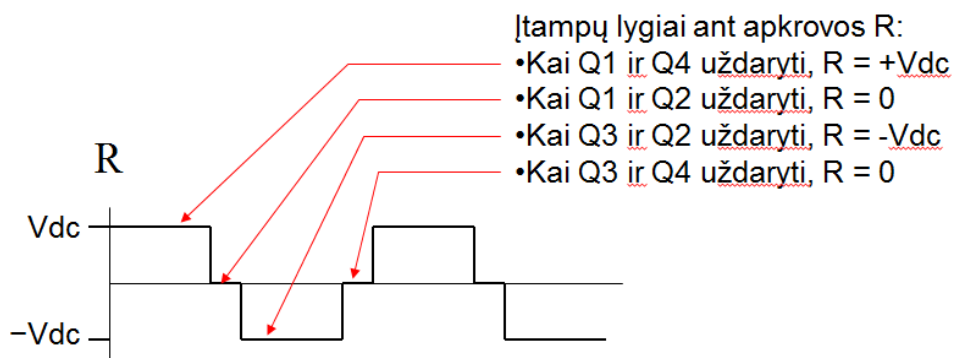 Įtampų lygiai ant apkrovos R:
•Kai Q1 ir Q4 uždaryti, R = +Vdc
•Kai Q1 ir Q2 uždaryti, R = 0
•Kai Q3 ir Q2 uždaryti, R = -Vdc
•Kai Q3 ir Q4 uždaryti, R = 0
R
Vdc
−Vdc